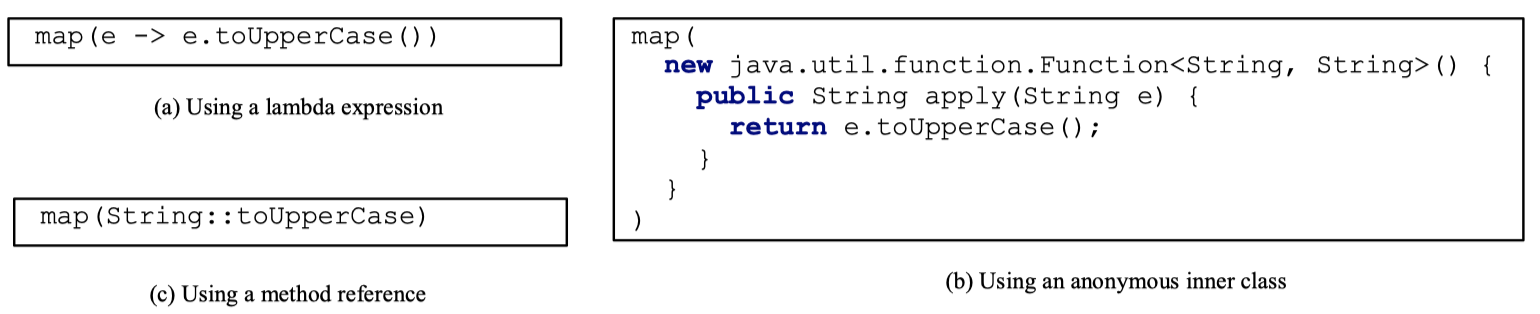 map(e -> e.toUpperCase())
(a) Using a lambda expression
map(String::toUpperCase)
(c) Using a method reference
map(
new java.util.function.Function<String, String>() {
public String apply(String e) {
return e.toUpperCase();
}
}
)
(b) Using an anonymous inner class